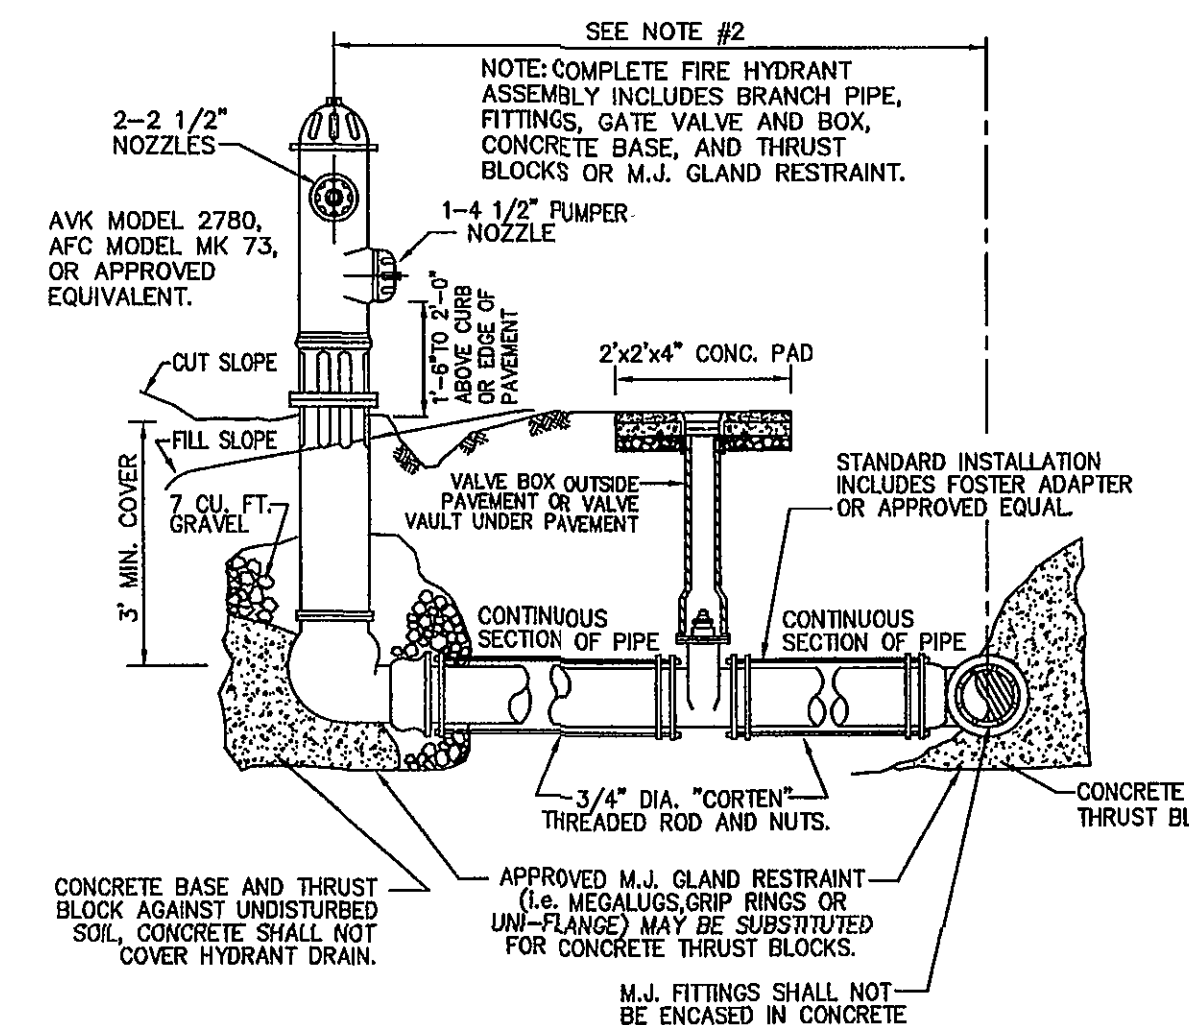 SEE NOTE #2
NOTE: COMPLETE FIRE HYDRANT
ASSEMBLY INCLUDES BRANCH PIPE,
FITTINGS, GATE VALVE AND BOX,
CONCRETE BASE, AND THRUST
BLOCKS OR M.J. GLAND RESTRAINT.
2-2 1/2"
NOZZLES
1-4 1/2" PUMPER
NOZZLE
AVK MODEL 2780,
AFC MODEL MK 73,
OR APPROVED
EQUIVALENT.
1'-6" TO 2'-0"
ABOVE CURB
OR EDGE OF
PAVEMENT
2'x2'x4" CONC. PAD
CUT SLOPE
FILL SLOPE
3' MIN. COVER
7 CU. FT.
GRAVEL
VALVE BOX OUTSIDE
PAVEMENT OR VALVE
VAULT UNDER PAVEMENT
STANDARD INSTALLATION
INCLUDES FOSTER ADAPTER
OR APPROVED EQUAL.
CONTINUOUS
SECTION OF PIPE
CONTINUOUS
SECTION OF PIPE
3/4" DIA. "CORTEN"
THREADED ROD AND NUTS.
CONCRETE
THRUST BL
CONCRETE BASE AND THRUST
BLOCK AGAINST UNDISTURBED
SOIL, CONCRETE SHALL NOT
COVER HYDRANT DRAIN.
APPROVED M.J. GLAND RESTRAINT
(i.e. MEGALUGS,GRIP RINGS OR
UNI-FLANGE) MAY BE SUBSTITUTED
FOR CONCRETE THRUST BLOCKS.
M.J. FITTINGS SHALL NOT
BE ENCASED IN CONCRETE